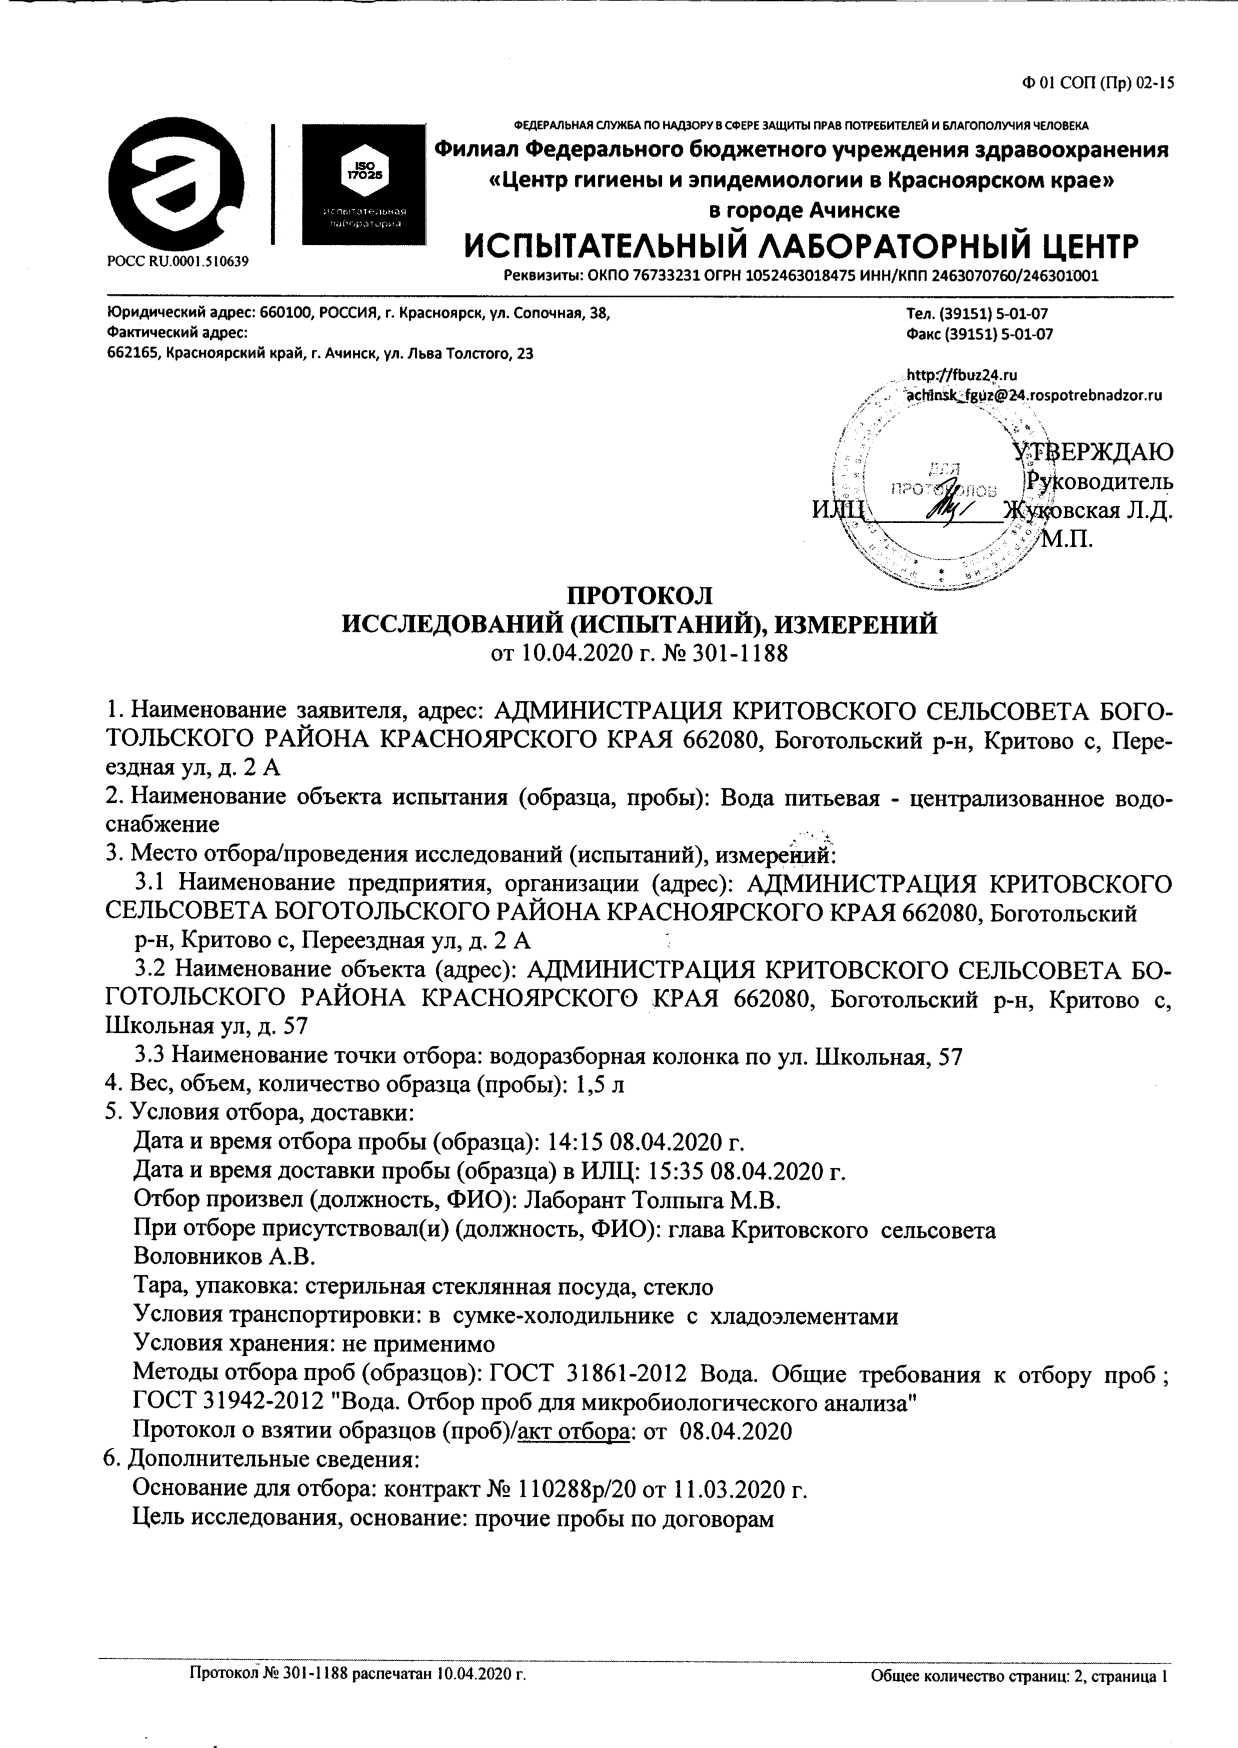 Ф 01 СОП (Пр) 02-15
ФЕДЕРАЛЬНАЯ СЛУЖБА ПО НАДЗОРУ В СФЕРЕ ЗАЩИТЫ ПРАВ ПОТРЕБИТЕЛЕЙ И БЛАГОПОЛУЧИЯ ЧЕЛОВЕКА
Филиал Федерального бюджетного учреждения здравоохранения
«Центр гигиены и эпидемиологии в Красноярском крае»
в городе Ачинске
ИСПЫТАТЕЛЬНЫЙ ЛАБОРАТОРНЫЙ ЦЕНТР
Реквизиты: ОКПО 76733231 ОГРН 1052463018475 ИНН/КПП 2463070760/246301001
ISO
17025
испытательная
лаборатория
РОСС RU.0001.510639
Юридический адрес: 660100, РОССИЯ, г. Красноярск, ул. Сопочная, 38,
Фактический адрес:
662165, Красноярский край, г. Ачинск, ул. Льва Толстого, 23
Тел. (39151) 5-01-07
Факс (39151) 5-01-07
http://fbuz24.ru
achinsk_fguz@24.rospotrebnadzor.ru
УТВЕРЖДАЮ
Руководитель
ИЛЦ Жуковская Л.Д.
М.П.
ДЛЯ
ПРОТОКОЛОВ
ПРОТОКОЛ
ИССЛЕДОВАНИЙ (ИСПЫТАНИЙ), ИЗМЕРЕНИЙ
от 10.04.2020 г. № 301-1188
1. Наименование заявителя, адрес: АДМИНИСТРАЦИЯ КРИТОВСКОГО СЕЛЬСОВЕТА БОГО-
ТОЛЬСКОГО РАЙОНА КРАСНОЯРСКОГО КРАЯ 662080, Боготольский р-н, Критово с, Пере-
ездная ул, д. 2 А
2. Наименование объекта испытания (образца, пробы): Вода питьевая - централизованное водо-
снабжение
3. Место отбора/проведения исследований (испытаний), измерений:
3.1 Наименование предприятия, организации (адрес): АДМИНИСТРАЦИЯ КРИТОВСКОГО
СЕЛЬСОВЕТА БОГОТОЛЬСКОГО РАЙОНА КРАСНОЯРСКОГО КРАЯ 662080, Боготольский
р-н, Критово с, Переездная ул, д. 2 А
3.2 Наименование объекта (адрес): АДМИНИСТРАЦИЯ КРИТОВСКОГО СЕЛЬСОВЕТА БО-
ГОТОЛЬСКОГО РАЙОНА КРАСНОЯРСКОГО КРАЯ 662080, Боготольский р-н, Критово с,
Школьная ул, д. 57
3.3 Наименование точки отбора: водоразборная колонка по ул. Школьная, 57
4. Вес, объем, количество образца (пробы): 1,5 л
5. Условия отбора, доставки:
Дата и время отбора пробы (образца): 14:15 08.04.2020 г.
Дата и время доставки пробы (образца) в ИЛЦ: 15:35 08.04.2020 г.
Отбор произвел (должность, ФИО): Лаборант Толпыга М.В.
При отборе присутствовал(и) (должность, ФИО): глава Критовского сельсовета
Воловников А.В.
Тара, упаковка: стерильная стеклянная посуда, стекло
Условия транспортировки: в сумке-холодильнике с хладоэлементами
Условия хранения: не применимо
Методы отбора проб (образцов): ГОСТ 31861-2012 Вода. Общие требования к отбору проб ;
ГОСТ 31942-2012 "Вода. Отбор проб для микробиологического анализа"
Протокол о взятии образцов (проб)/акт отбора: от 08.04.2020
6. Дополнительные сведения:
Основание для отбора: контракт № 110288р/20 от 11.03.2020 г.
Цель исследования, основание: прочие пробы по договорам
Протокол № 301-1188 распечатан 10.04.2020 г.
Общее количество страниц: 2, страница 1